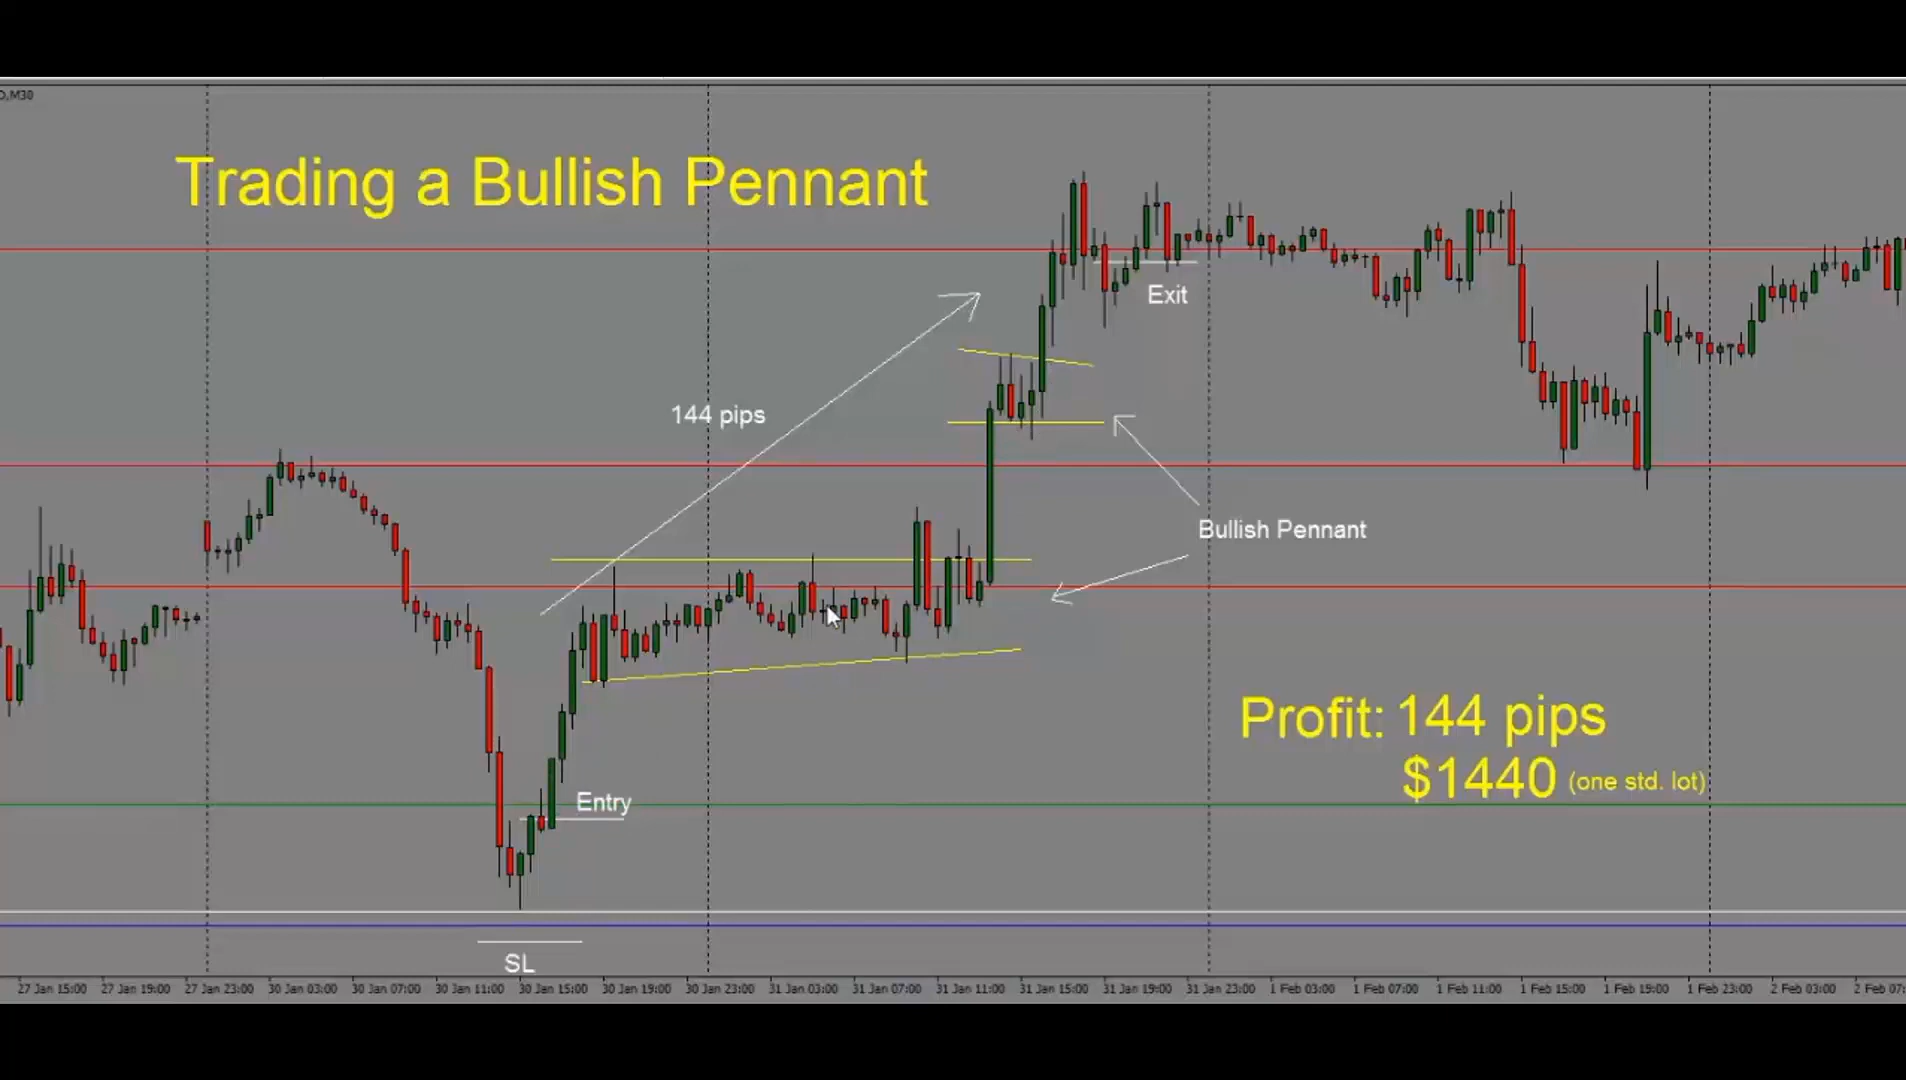 D,M30
Trading a Bullish Pennant
Exit
144 pips
Bullish Pennant
Profit: 144 pips
$1440 (one std. lot)
Entry
SL
27 Jan 15:00 27 Jan 19:00 27 Jan 23:00 30 Jan 03:00 30 Jan 07:00 30 Jan 11:00 30 Jan 15:00 30 Jan 19:00 30 Jan 23:00 31 Jan 03:00 31 Jan 07:00 31 Jan 11:00 31 Jan 15:00 31 Jan 19:00 31 Jan 23:00 1 Feb 03:00 1 Feb 07:00 1 Feb 11:00 1 Feb 15:00 1 Feb 19:00 1 Feb 23:00 2 Feb 03:00 2 Feb 07: